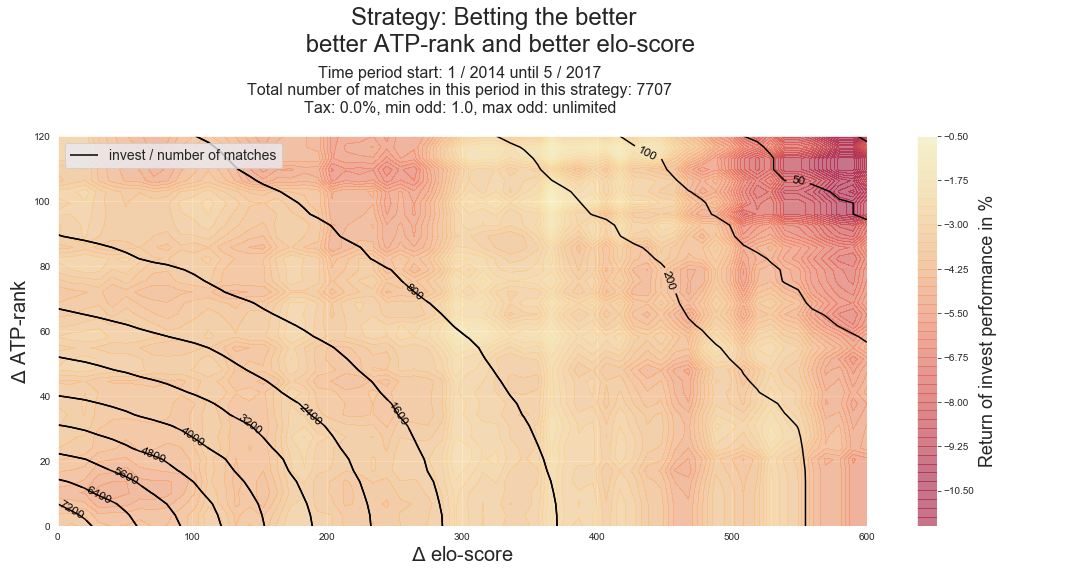 Strategy: Betting the better
better ATP-rank and better elo-score
Time period start: 1 / 2014 until 5 / 2017
Total number of matches in this period in this strategy: 7707
Tax: 0.0%, min odd: 1.0, max odd: unlimited
invest / number of matches
120
100
80
60
40
20
0
Δ ATP-rank
0 100 200 300 400 500 600
Δ elo-score
7200
6400
5600
4800
4000
3200
2400
1600
800
200
100
50
−0.50
−1.75
−3.00
−4.25
−5.50
−6.75
−8.00
−9.25
−10.50
Return of invest performance in %